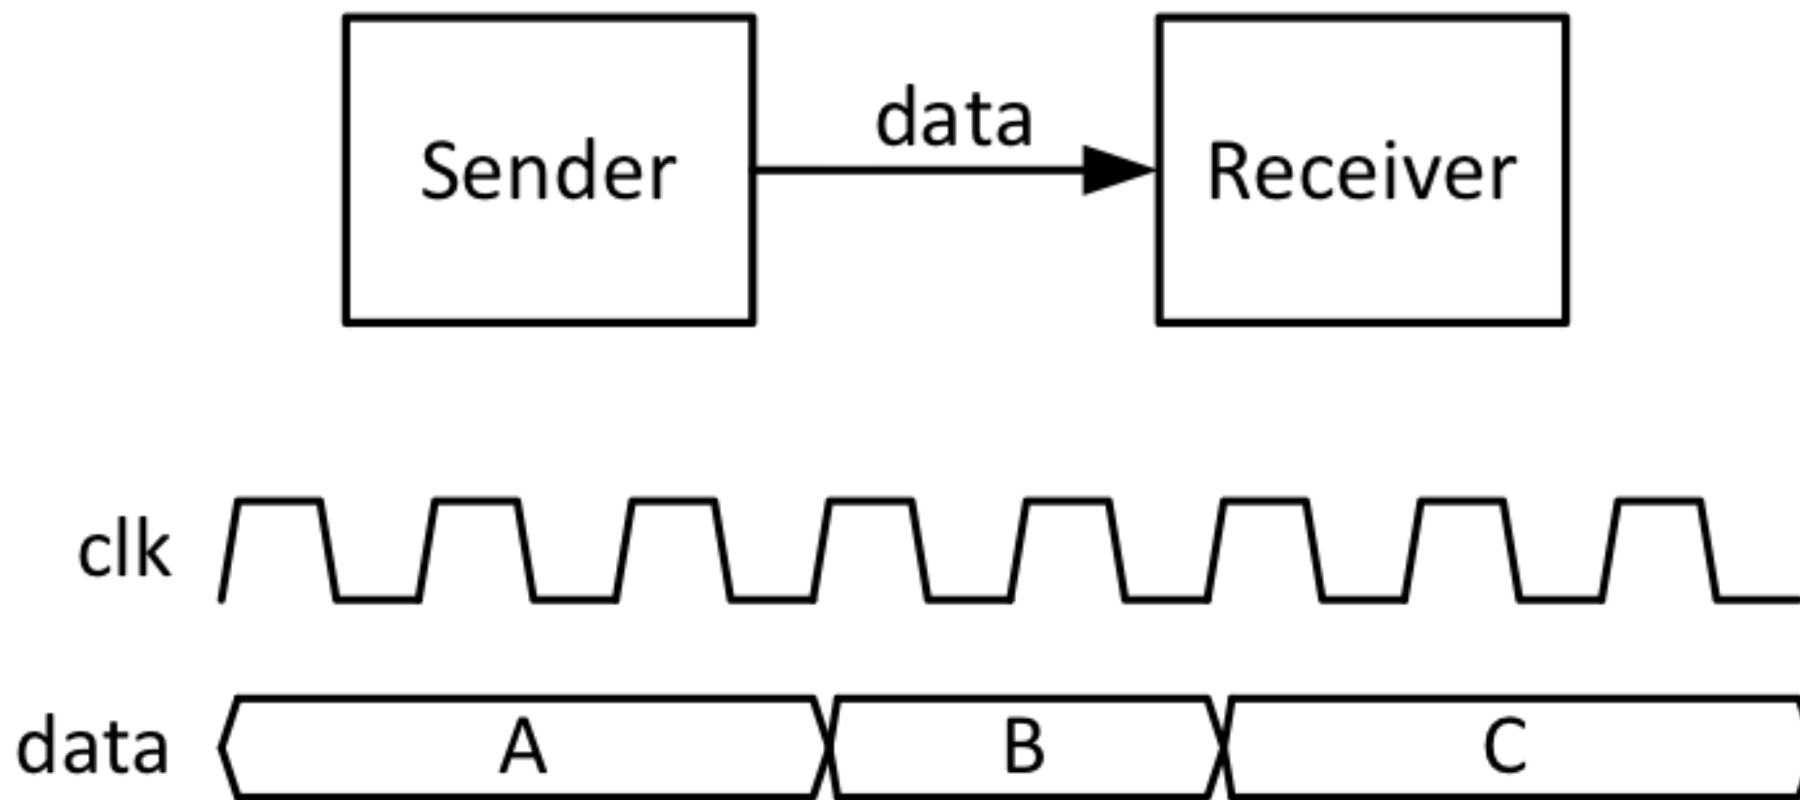 data
Sender
Receiver
clk
data
A
B
C